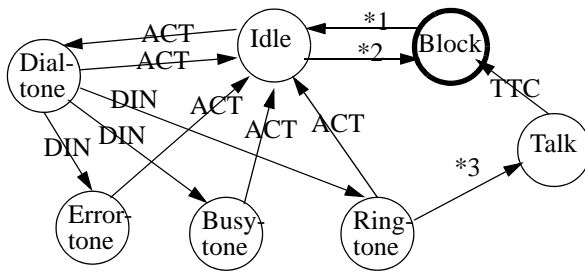 ACT
Idle
*1
Block
Dial-
tone
ACT
*2
DIN
ACT
TTC
DIN
DIN
ACT
ACT
Talk
*3
Error-
tone
Busy-
tone
Ring-
tone